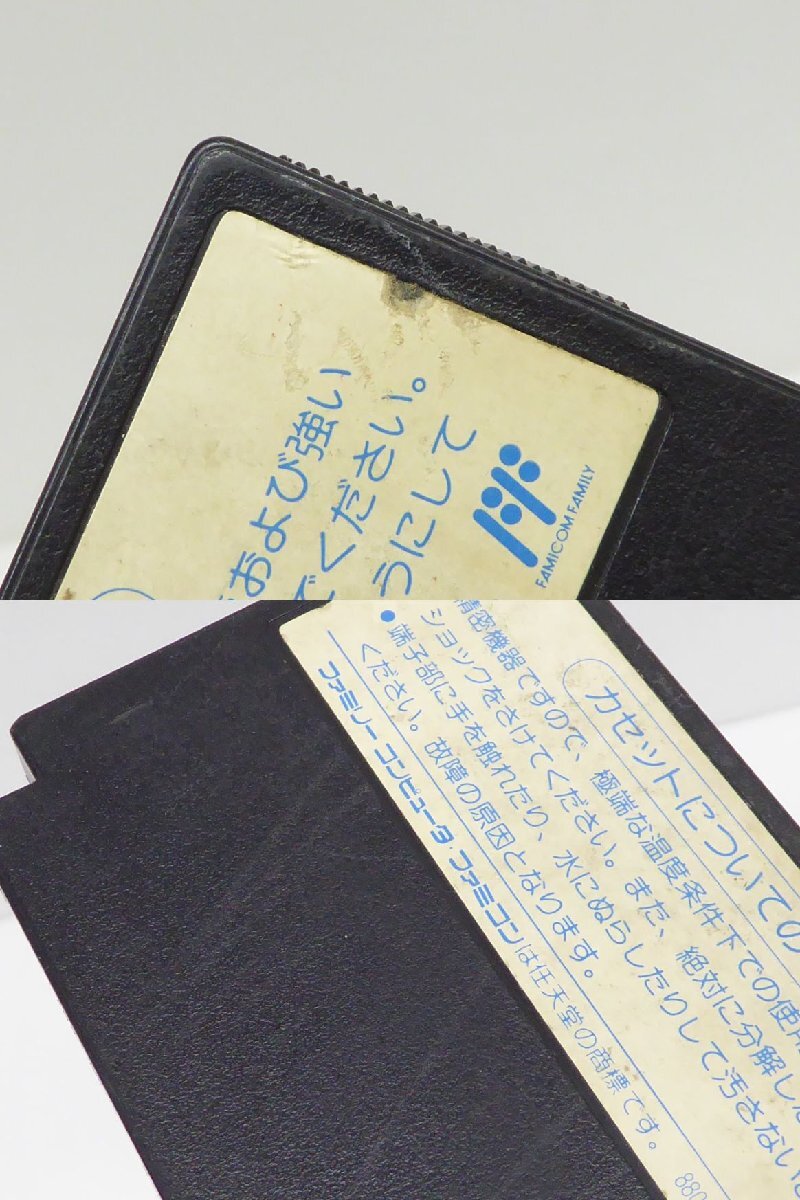 および強い
でください。
うにして
FAMICOM FAMILY
カセットについての
精密機器ですので、極端な温度条件下での使用
ショックをさけてください。また、絶対に分解した
●端子部に手を触れたり、水にぬらしたりして汚さない
ください。故障の原因となります。
ファミリーコンピュータ・ファミコンは任天堂の商標です。
880